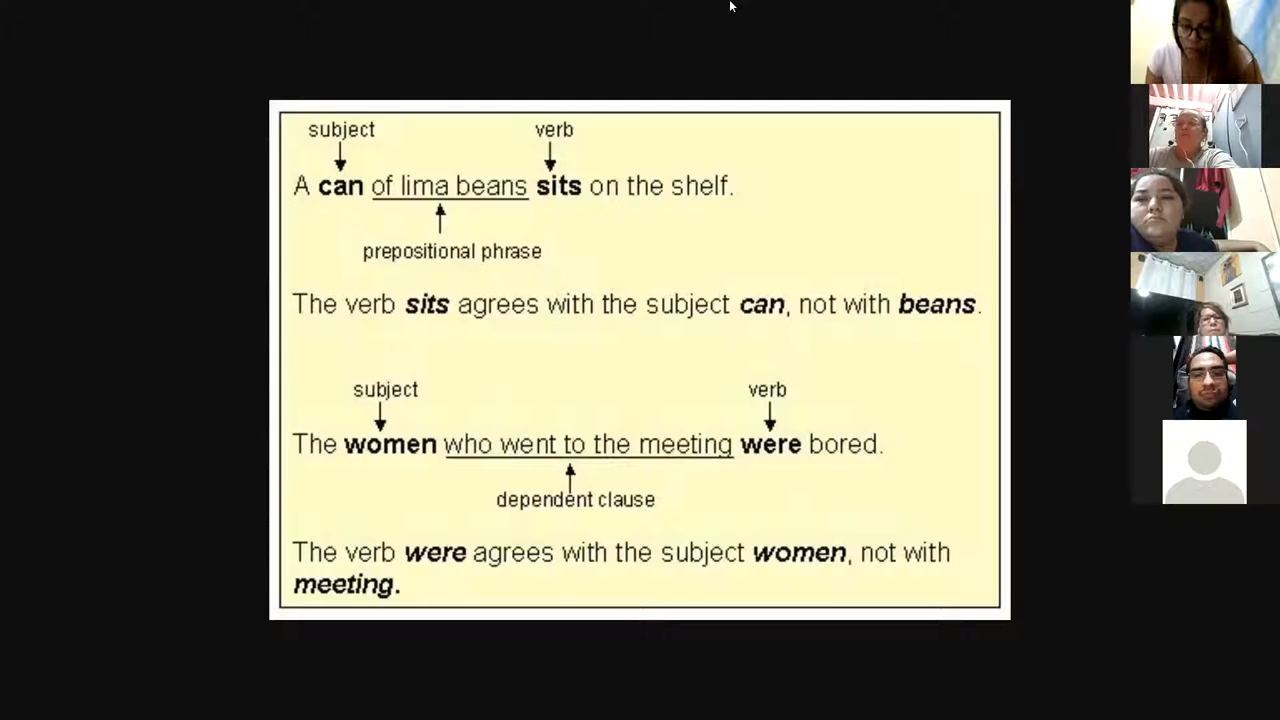 subject verb
A can of lima beans sits on the shelf.
prepositional phrase
The verb sits agrees with the subject can, not with beans.
subject verb
The women who went to the meeting were bored.
dependent clause
The verb were agrees with the subject women, not with
meeting.